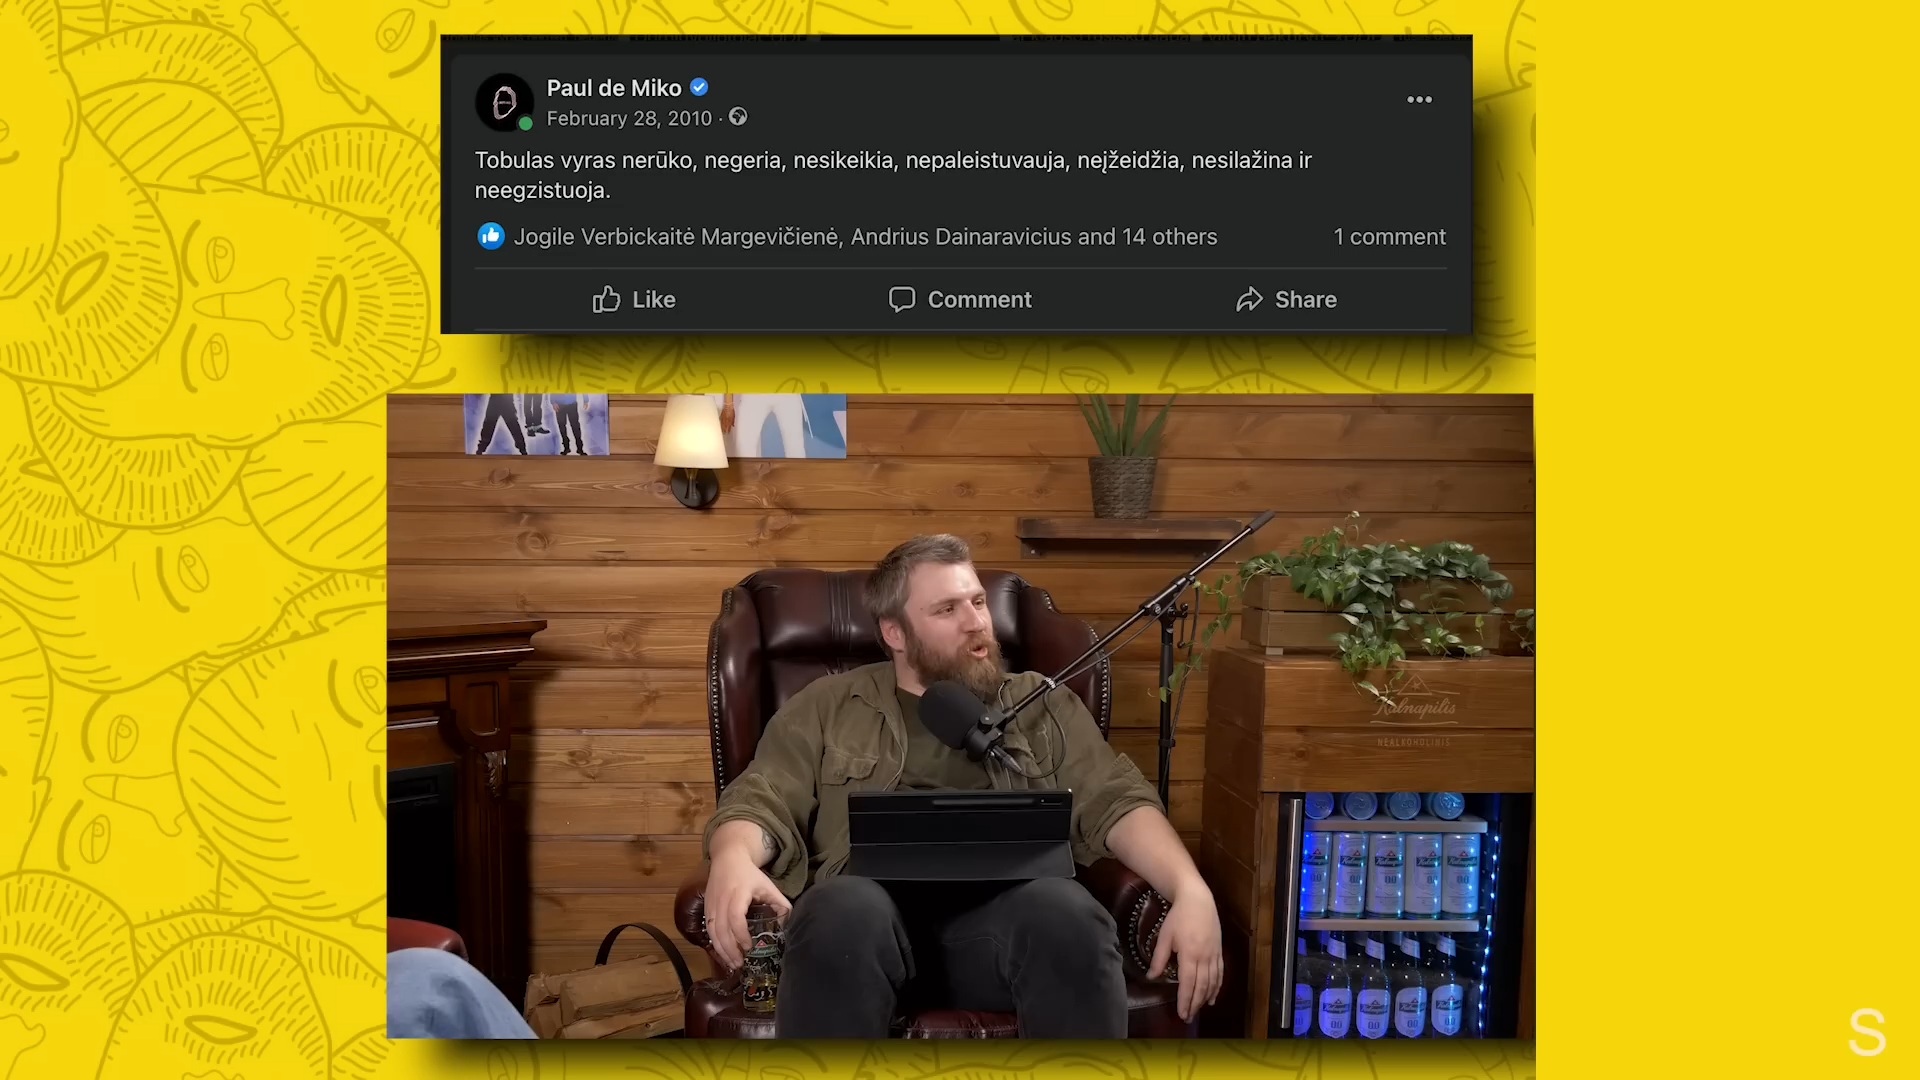 Paul de Miko
February 28, 2010 ·
Tobulas vyras nerūko, negeria, nesikeikia, nepaleistuvauja, neįžeidžia, nesilažina ir
neegzistuoja.
Jogile Verbickaitė Margevičienė, Andrius Dainaravicius and 14 others
1 comment
Like
Comment
Share
Kalnapilis
NEALKOHOLINIS
S